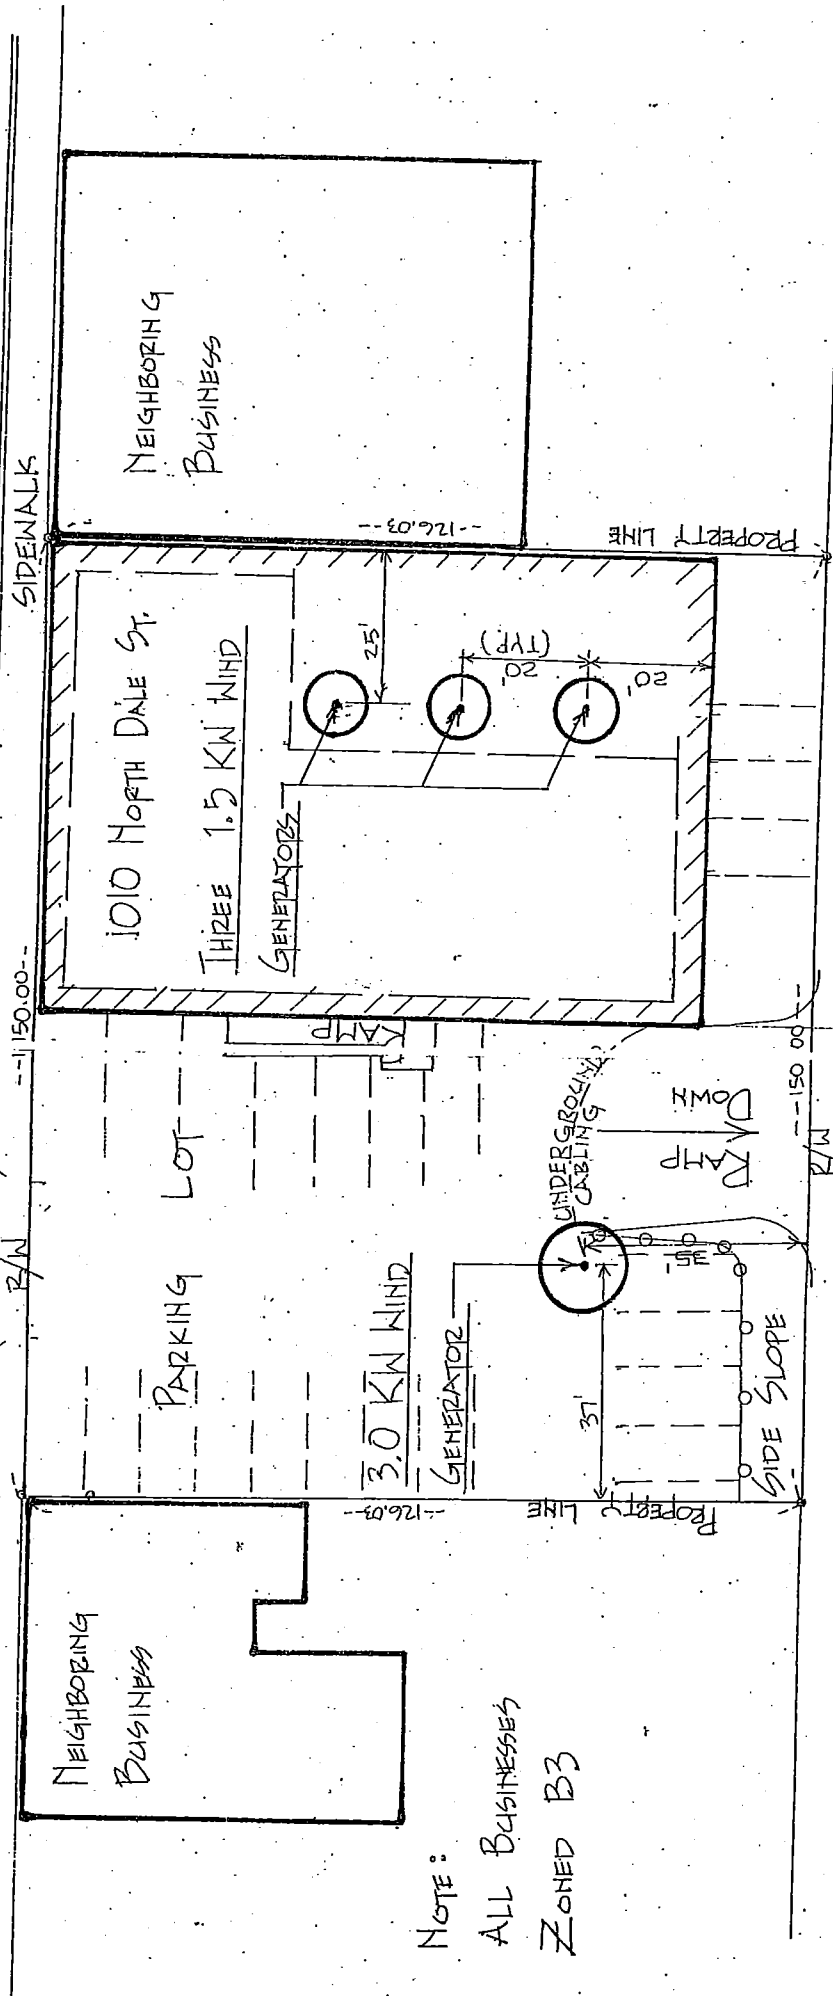 SIDEWALK
NEIGHBORING
BUSINESS
--126.03--
PROPERTY LINE
1010 NORTH DALE ST.
THREE 1.5 KW WIND
GENERATORS
25'
20'
(TYP.)
20'
--150.00--
R/W
RAMP
PARKING LOT
UNDERGROUND
CABLING
RAMP
DOWN
--150.00--
R/W
3.0 KW WIND
GENERATOR
35'
37'
SIDE SLOPE
--126.03--
PROPERTY LINE
NEIGHBORING
BUSINESS
NOTE:
ALL BUSINESSES
ZONED B3